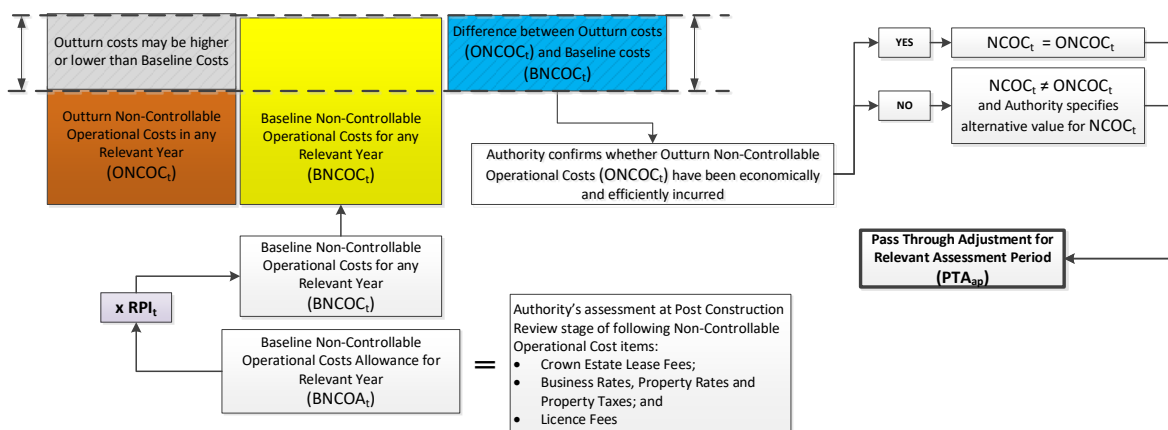 Outturn costs may be higher
or lower than Baseline Costs
Outturn Non-Controllable
Operational Costs in any
Relevant Year
(ONCOCt)
Baseline Non-Controllable
Operational Costs for any
Relevant Year
(BNCOCt)
Difference between Outturn costs
(ONCOCt) and Baseline costs
(BNCOCt)
Authority confirms whether Outturn Non-Controllable
Operational Costs (ONCOCt) have been economically
and efficiently incurred
YES
NCOCt = ONCOCt
NO
NCOCt ≠ ONCOCt
and Authority specifies
alternative value for NCOCt
Pass Through Adjustment for
Relevant Assessment Period
(PTAap)
Baseline Non-Controllable
Operational Costs for any
Relevant Year
(BNCOCt)
x RPIt
Baseline Non-Controllable
Operational Costs Allowance for
Relevant Year
(BNCOAt)
=
Authority's assessment at Post Construction
Review stage of following Non-Controllable
Operational Cost items:
• Crown Estate Lease Fees;
• Business Rates, Property Rates and
Property Taxes; and
• Licence Fees